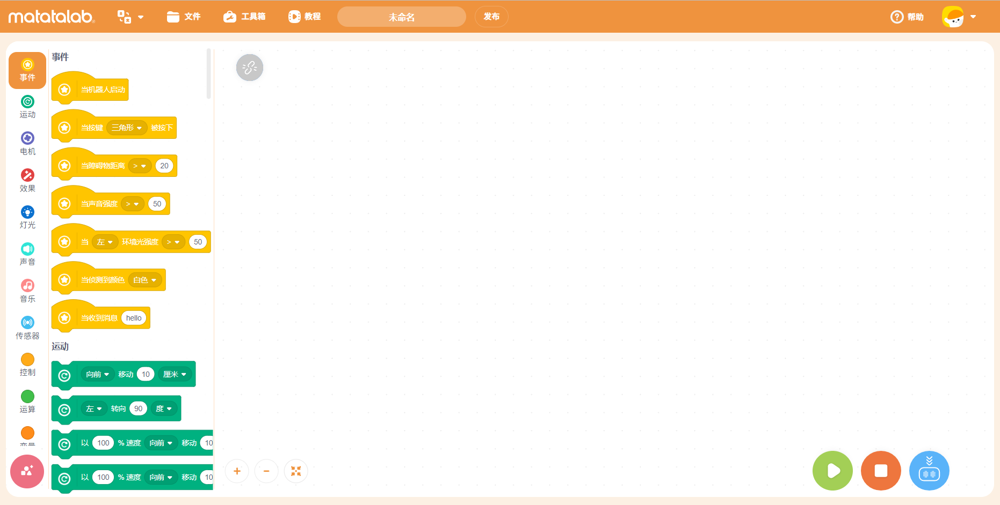 matatalab
文件
工具箱
教程
未命名
发布
帮助
事件
运动
电机
效果
灯光
声音
音乐
传感器
控制
运算
变量
事件
当机器人启动
当按键 三角形 被按下
当障碍物距离 > 20
当声音强度 > 50
当 左 环境光强度 > 50
当侦测到颜色 白色
当收到消息 hello
运动
向前 移动 10 厘米
左 转向 90 度
以 100 % 速度 向前 移动 10
以 100 % 速度 向前 移动 10